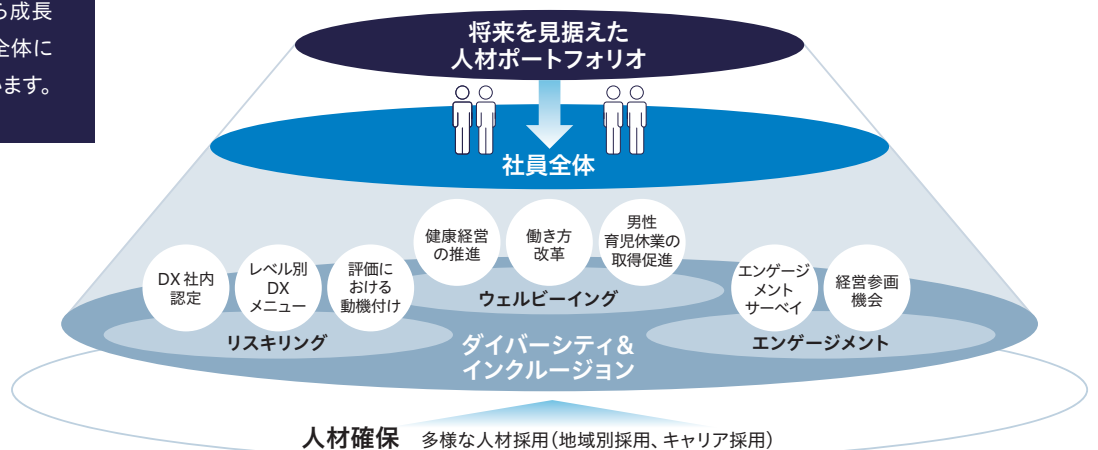 ら成長
全体に
います。
将来を見据えた
人材ポートフォリオ
社員全体
健康経営
の推進
働き方
改革
男性
育児休業の
取得促進
DX 社内
認定
レベル別
DX
メニュー
評価に
おける
動機付け
エンゲージ
メント
サーベイ
経営参画
機会
ウェルビーイング
リスキリング
エンゲージメント
ダイバーシティ&
インクルージョン
人材確保 多様な人材採用(地域別採用、キャリア採用)